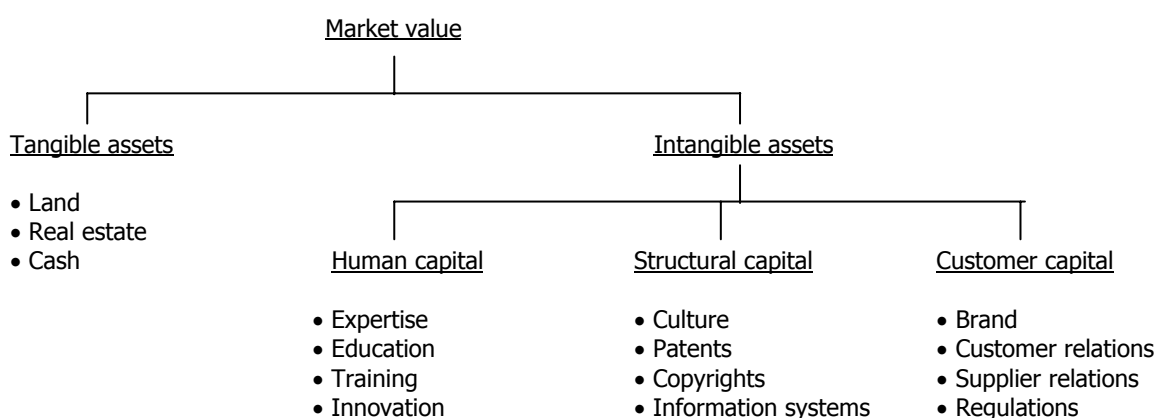 Market value
Tangible assets
• Land
• Real estate
• Cash
Intangible assets
Human capital
• Expertise
• Education
• Training
• Innovation
Structural capital
• Culture
• Patents
• Copyrights
• Information systems
Customer capital
• Brand
• Customer relations
• Supplier relations
• Regulations